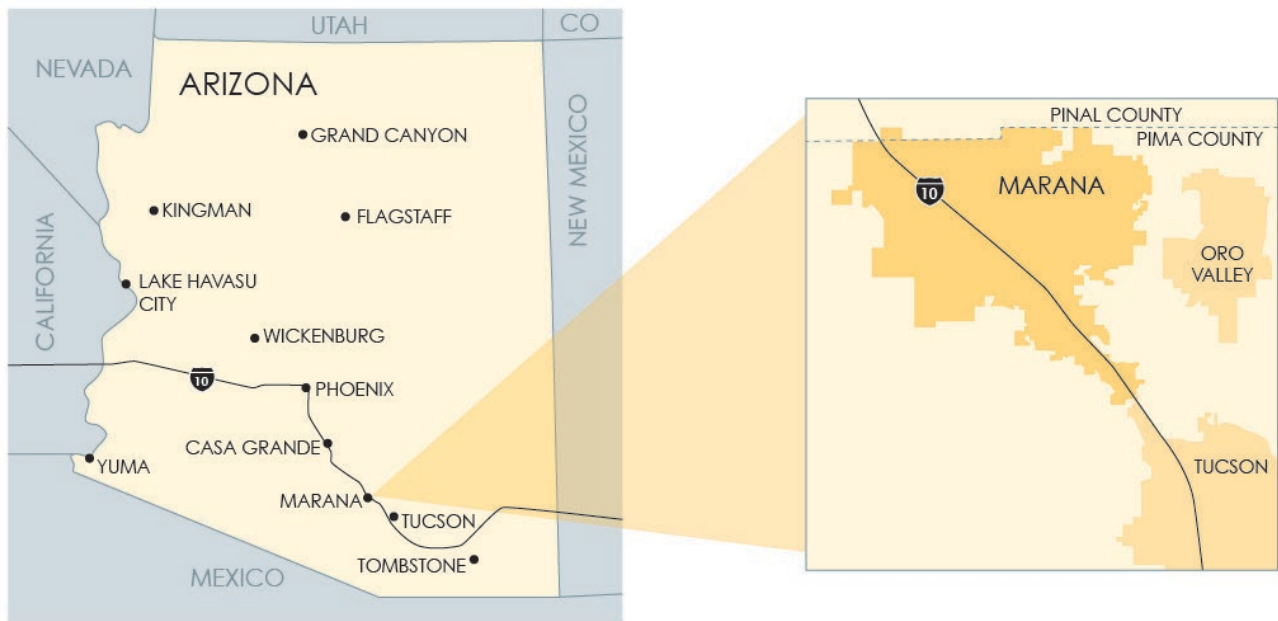 UTAH
CO
NEVADA
ARIZONA
GRAND CANYON
KINGMAN
FLAGSTAFF
NEW MEXICO
CALIFORNIA
LAKE HAVASU
CITY
WICKENBURG
10
PHOENIX
CASA GRANDE
YUMA
MARANA
TUCSON
TOMBSTONE
MEXICO
PINAL COUNTY
PIMA COUNTY
MARANA
10
ORO
VALLEY
TUCSON